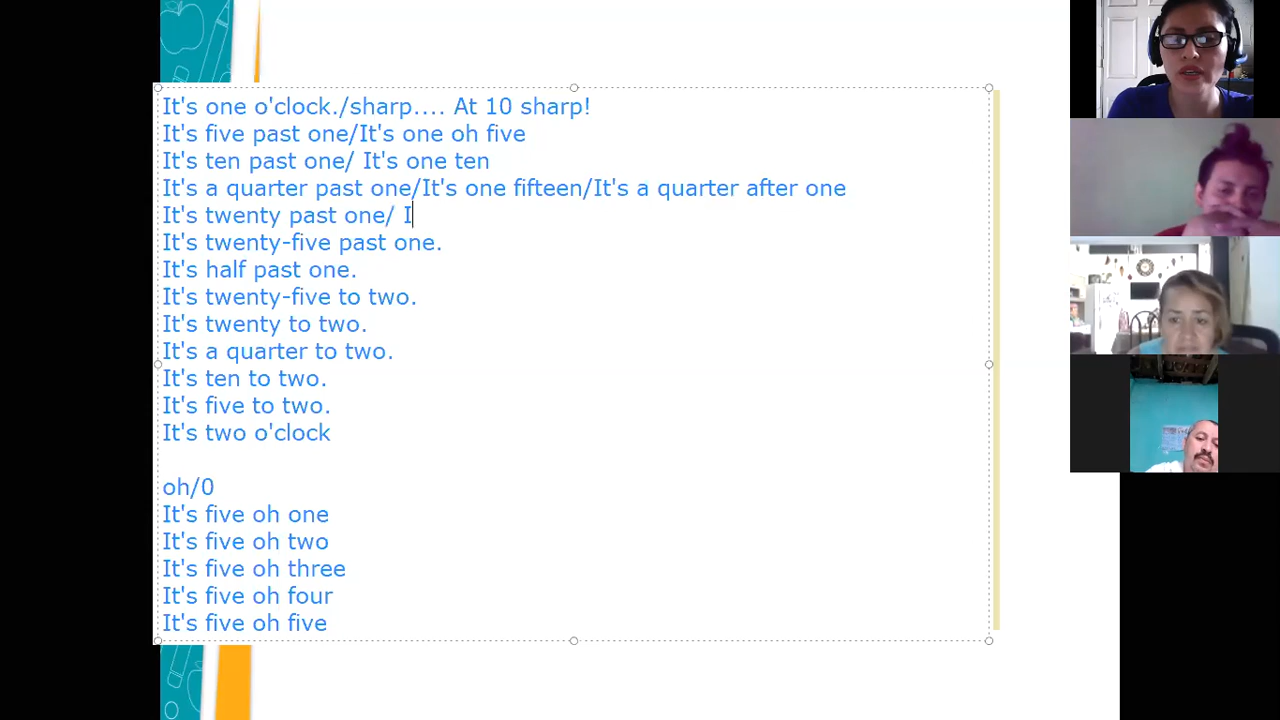 It's one o'clock./sharp.... At 10 sharp!
It's five past one/It's one oh five
It's ten past one/ It's one ten
It's a quarter past one/It's one fifteen/It's a quarter after one
It's twenty past one/ I
It's twenty-five past one.
It's half past one.
It's twenty-five to two.
It's twenty to two.
It's a quarter to two.
It's ten to two.
It's five to two.
It's two o'clock
oh/0
It's five oh one
It's five oh two
It's five oh three
It's five oh four
It's five oh five